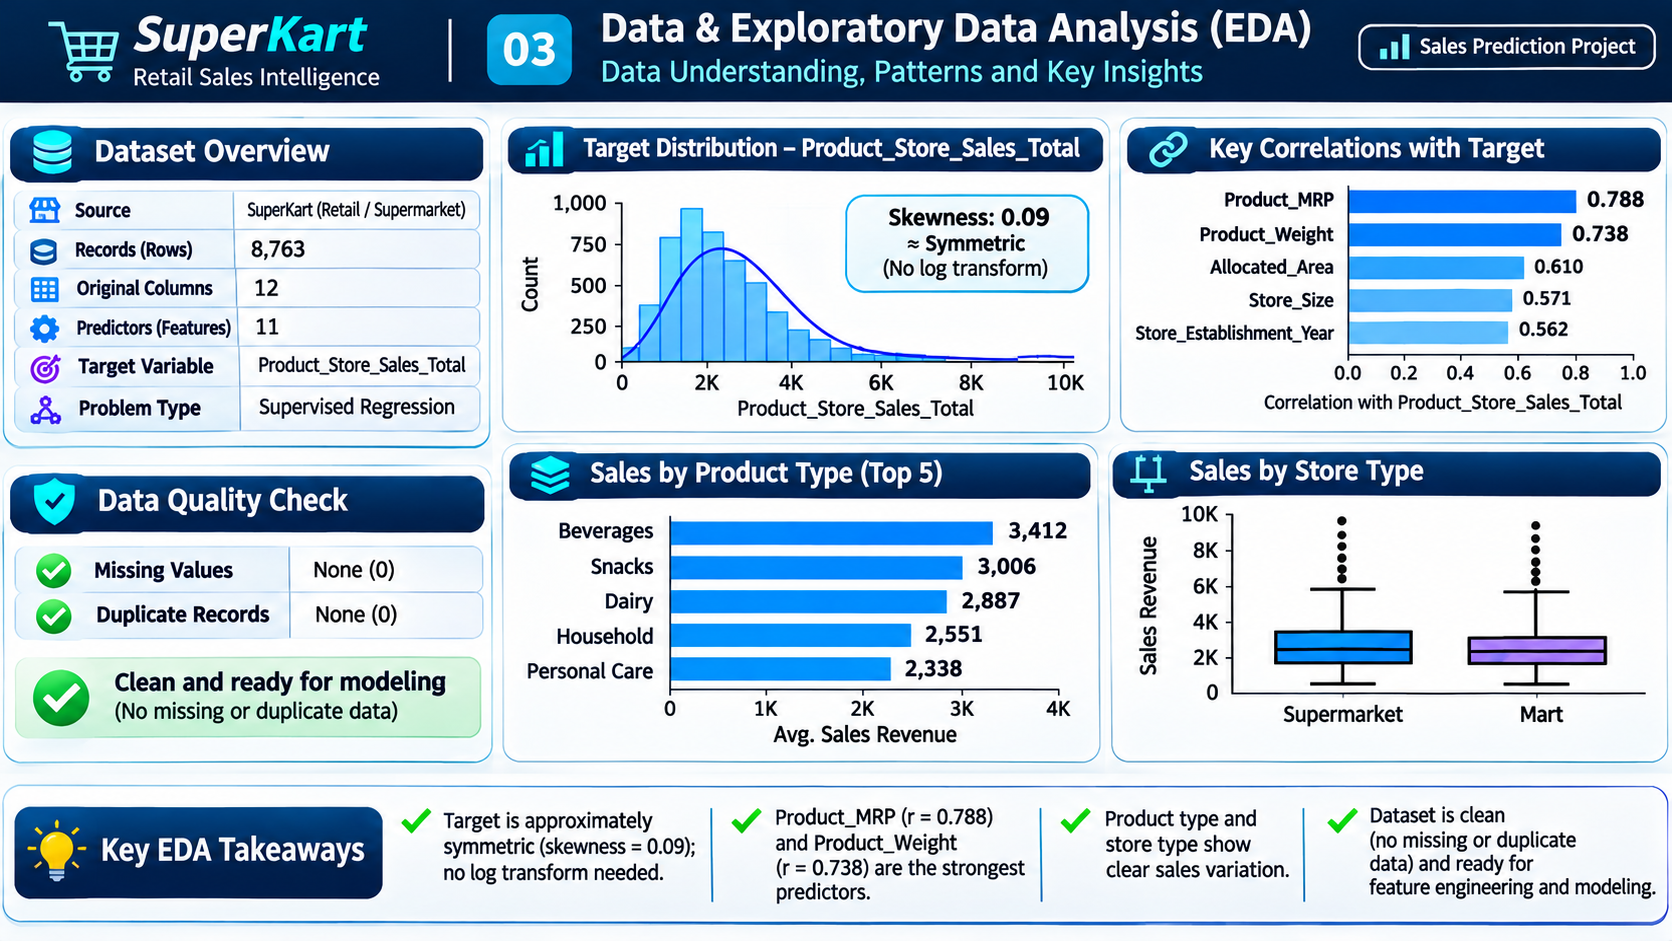 SuperKart
Retail Sales Intelligence
03
Data & Exploratory Data Analysis (EDA)
Data Understanding, Patterns and Key Insights
Sales Prediction Project
Dataset Overview
Source SuperKart (Retail / Supermarket)
Records (Rows) 8,763
Original Columns 12
Predictors (Features) 11
Target Variable Product_Store_Sales_Total
Problem Type Supervised Regression
Target Distribution – Product_Store_Sales_Total
1,000
750
500
250
0
Count
Skewness: 0.09
≈ Symmetric
(No log transform)
0 2K 4K 6K 8K 10K
Product_Store_Sales_Total
Key Correlations with Target
Product_MRP 0.788
Product_Weight 0.738
Allocated_Area 0.610
Store_Size 0.571
Store_Establishment_Year 0.562
0.0 0.2 0.4 0.6 0.8 1.0
Correlation with Product_Store_Sales_Total
Data Quality Check
Missing Values None (0)
Duplicate Records None (0)
Clean and ready for modeling
(No missing or duplicate data)
Sales by Product Type (Top 5)
Beverages 3,412
Snacks 3,006
Dairy 2,887
Household 2,551
Personal Care 2,338
0 1K 2K 3K 4K
Avg. Sales Revenue
Sales by Store Type
10K
8K
6K
4K
2K
0
Sales Revenue
Supermarket Mart
Key EDA Takeaways
Target is approximately
symmetric (skewness = 0.09);
no log transform needed.
Product_MRP (r = 0.788)
and Product_Weight
(r = 0.738) are the strongest
predictors.
Product type and
store type show
clear sales variation.
Dataset is clean
(no missing or duplicate
data) and ready for
feature engineering and modeling.